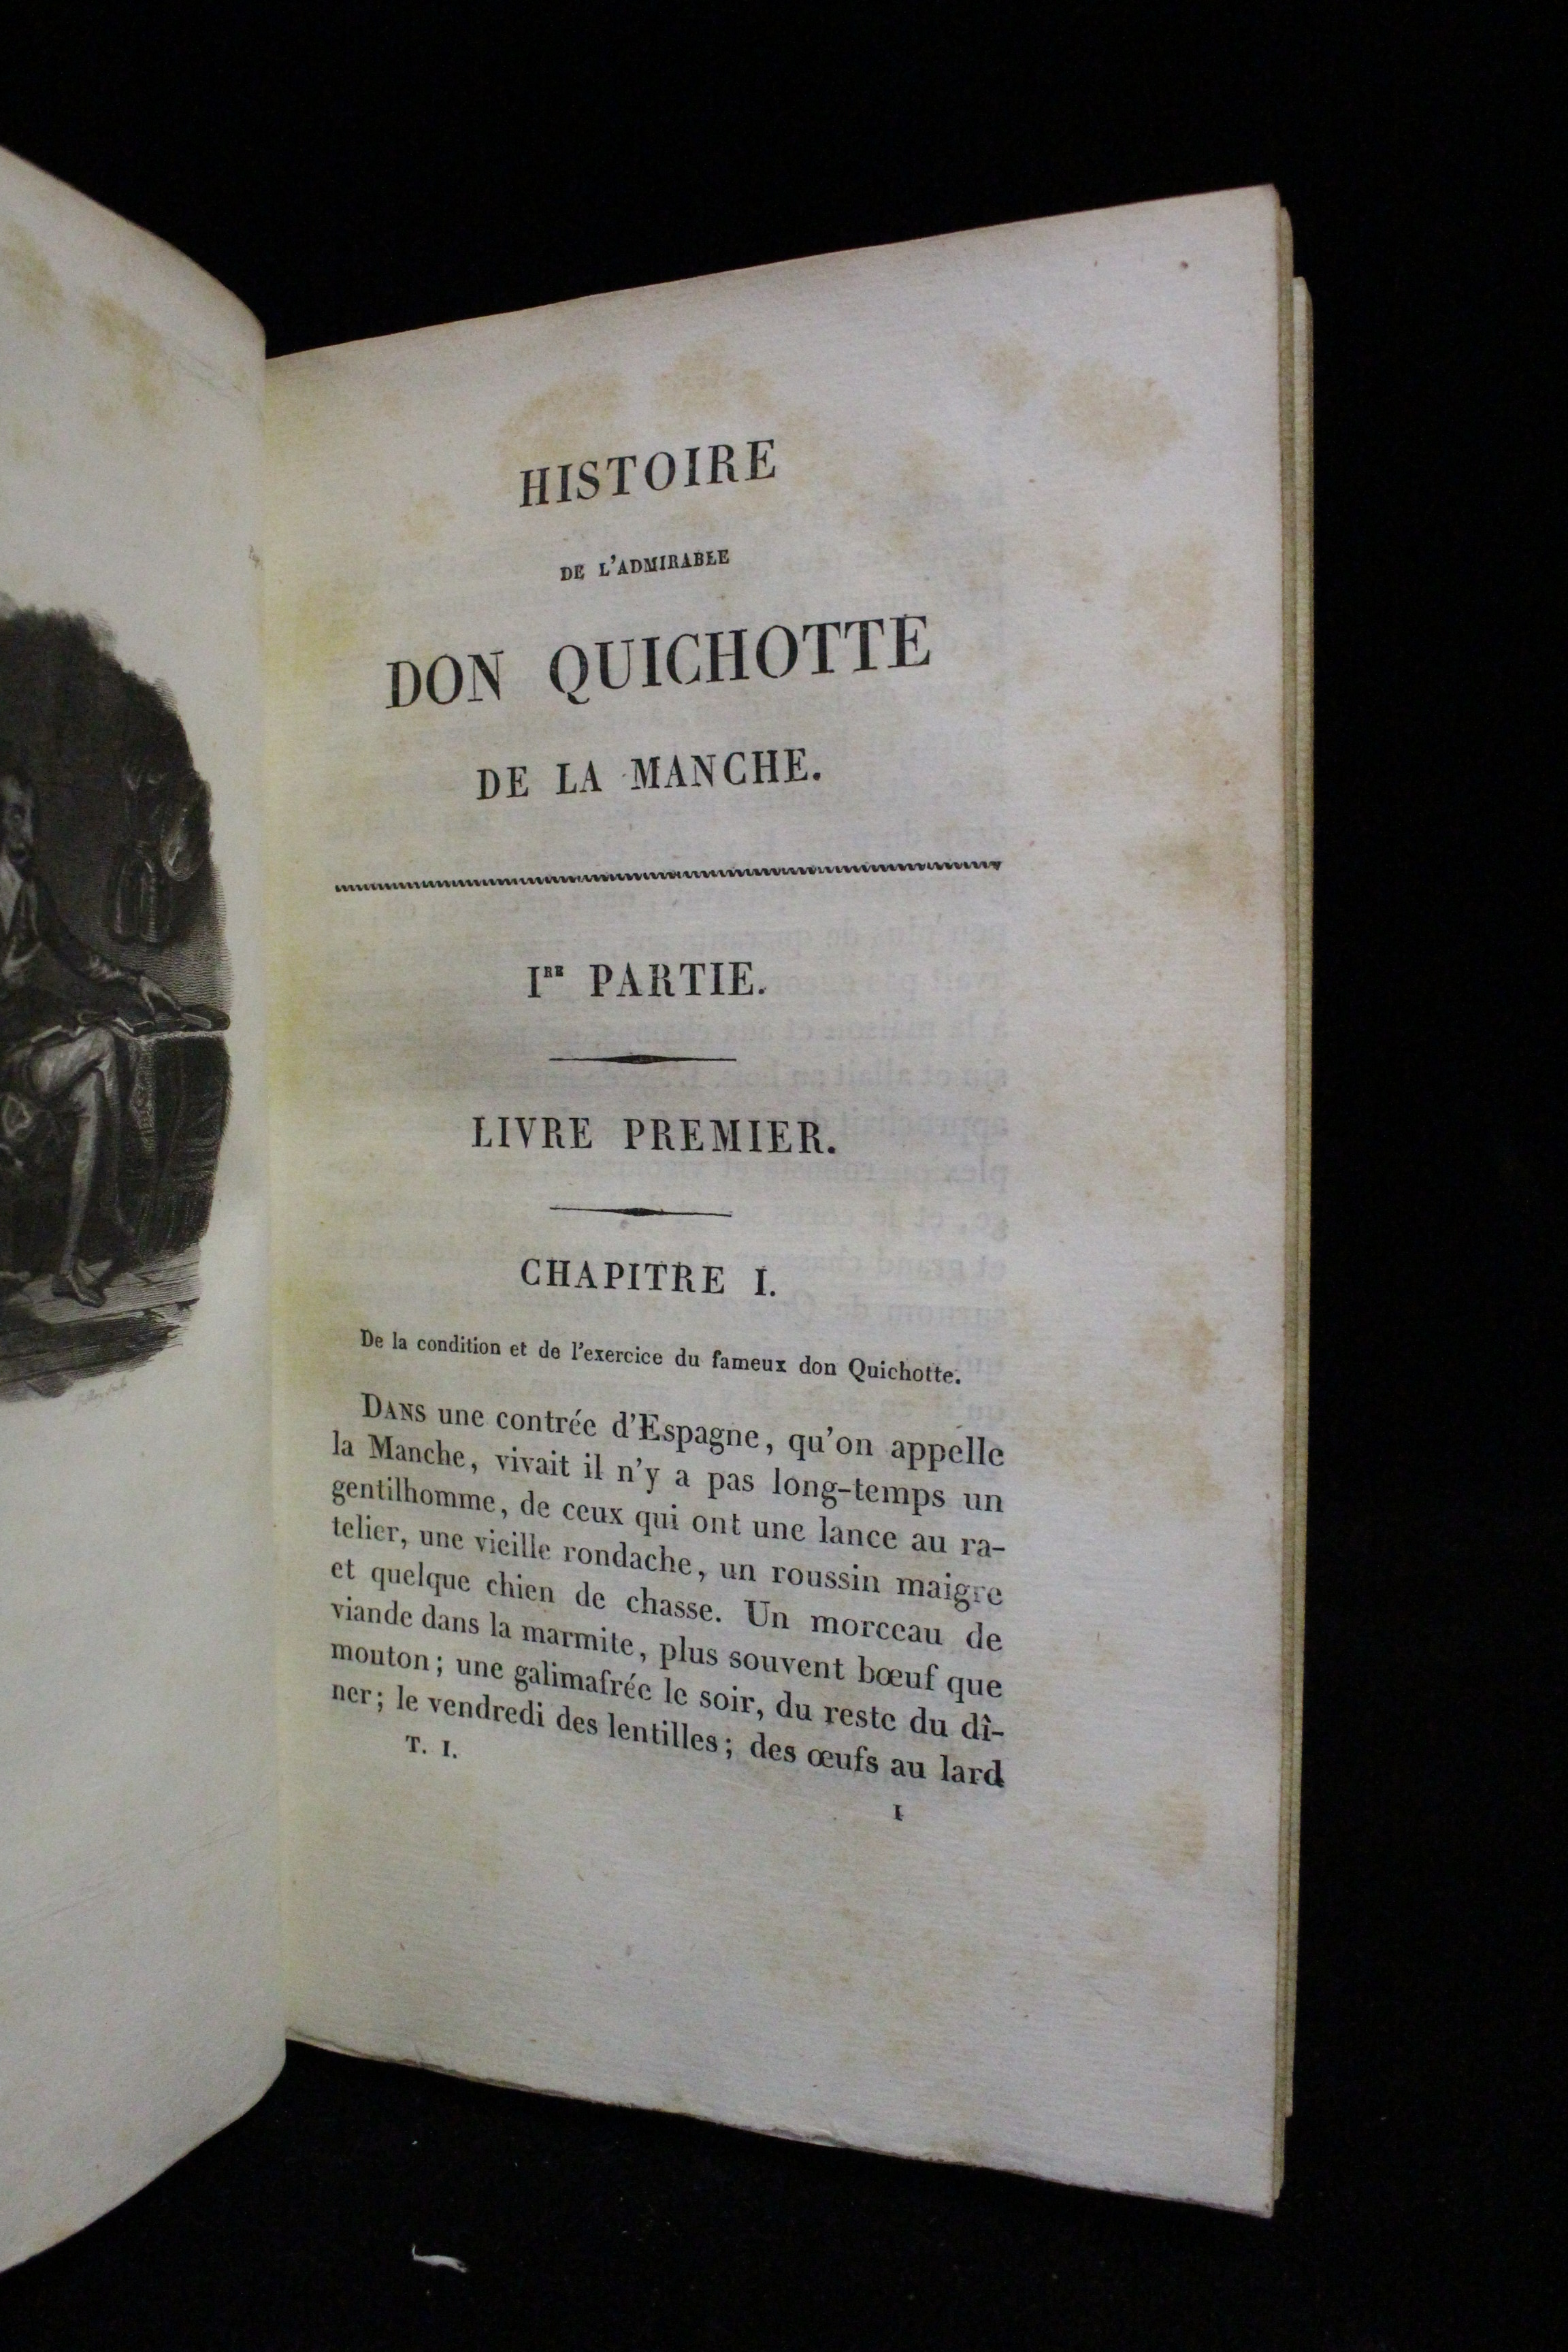 HISTOIRE
DE L'ADMIRABLE
DON QUICHOTTE
DE LA MANCHE.
Iʳᴱ PARTIE.
LIVRE PREMIER.
CHAPITRE I.
De la condition et de l'exercice du fameux don Quichotte.
DANS une contrée d'Espagne, qu'on appelle
la Manche, vivait il n'y a pas long-temps un
gentilhomme, de ceux qui ont une lance au ra-
telier, une vieille rondache, un roussin maigre
et quelque chien de chasse. Un morceau de
viande dans la marmite, plus souvent bœuf que
mouton; une galimafrée le soir, du reste du dî-
ner; le vendredi des lentilles; des œufs au lard
T. I.
I